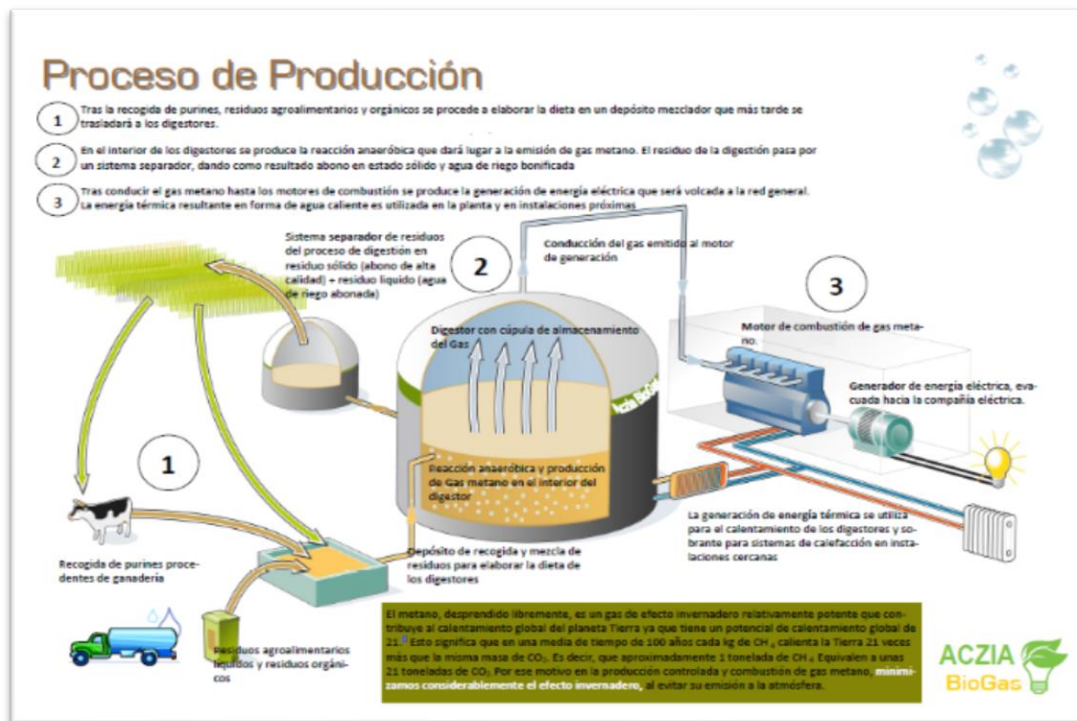 Proceso de Producción
1
Tras la recogida de purines, residuos agroalimentarios y orgánicos se procede a elaborar la dieta en un depósito mezclador que más tarde se
trasladará a los digestores.
2
En el interior de los digestores se produce la reacción anaeróbica que dará lugar a la emisión de gas metano. El residuo de la digestión pasa por
un sistema separador, dando como resultado abono en estado sólido y agua de riego bonificada
3
Tras conducir el gas metano hasta los motores de combustión se produce la generación de energía eléctrica que será volcada a la red general.
La energía térmica resultante en forma de agua caliente es utilizada en la planta y en instalaciones próximas
Sistema separador de residuos
del proceso de digestión en
residuo sólido (abono de alta
calidad) + residuo liquido (agua
de riego abonada)
2
Conducción del gas emitido al motor
de generación
3
Digestor con cúpula de almacenamiento
del Gas
Motor de combustión de gas meta-
no.
Generador de energía eléctrica, eva-
cuada hacia la compañía eléctrica.
Aczia BioGas
1
Reacción anaeróbica y producción
de Gas metano en el interior del
digestor
La generación de energía térmica se utiliza
para el calentamiento de los digestores y so-
brante para sistemas de calefacción en insta-
laciones cercanas
Recogida de purines proce-
dentes de ganadería
Depósito de recogida y mezcla de
residuos para elaborar la dieta de
los digestores
Residuos agroalimentarios
líquidos y residuos orgáni-
cos
El metano, desprendido libremente, es un gas de efecto invernadero relativamente potente que con-
tribuye al calentamiento global del planeta Tierra ya que tiene un potencial de calentamiento global de
21. Esto significa que en una media de tiempo de 100 años cada kg de CH4 calienta la Tierra 21 veces
más que la misma masa de CO2. Es decir, que aproximadamente 1 tonelada de CH4 Equivalen a unas
21 toneladas de CO2 Por ese motivo en la producción controlada y combustión de gas metano, minimi-
zamos considerablemente el efecto invernadero, al evitar su emisión a la atmósfera.
ACZIA
BioGas